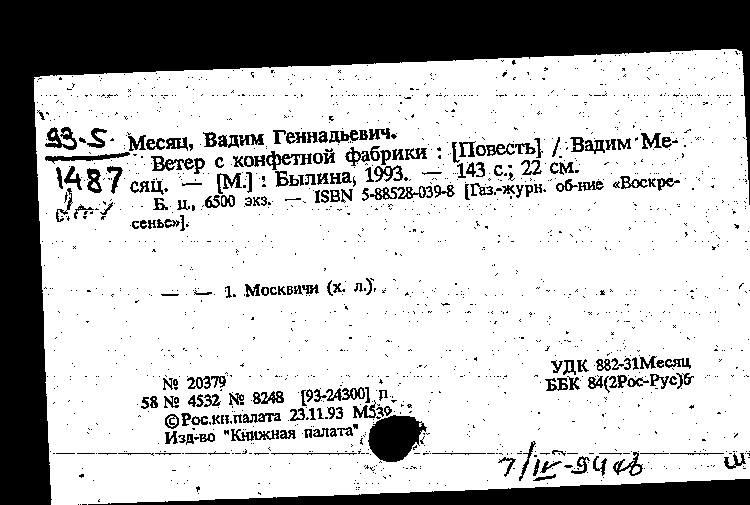 93-5
1487
Месяц, Вадим Геннадьевич.
Ветер с конфетной фабрики : [Повесть] / Вадим Ме-
сяц. — [М.] : Былина, 1993. — 143 с.; 22 см.
Б. ц., 6500 экз. — ISBN 5-88528-039-8 [Газ.-журн. об-ние «Воскре-
сенье»].
— — 1. Москвичи (х. л.).
УДК 882-31Месяц
ББК 84(2Рос-Рус)6
№ 20379
58 № 4532 № 8248 [93-24300] п
©Рос.кн.палата 23.11.93 М539
Изд-во "Книжная палата"
7/IV-94
ш